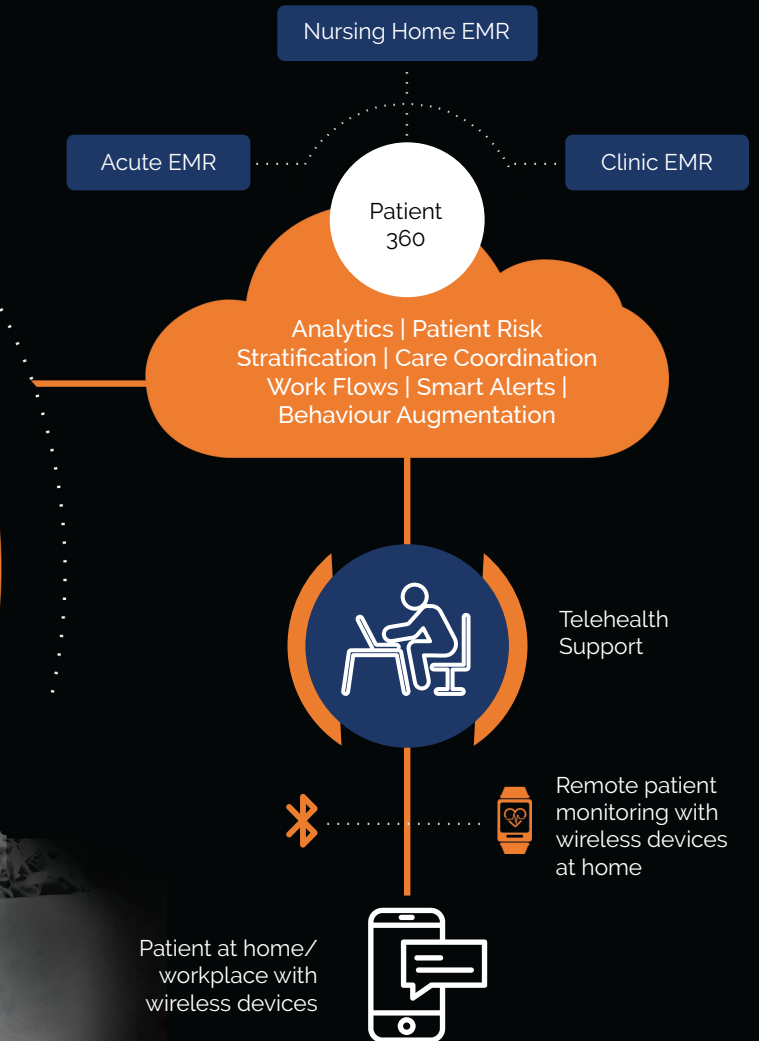 Nursing Home EMR
Acute EMR
Clinic EMR
Patient
360
Analytics | Patient Risk
Stratification | Care Coordination
Work Flows | Smart Alerts |
Behaviour Augmentation
Telehealth
Support
Remote patient
monitoring with
wireless devices
at home
Patient at home/
workplace with
wireless devices